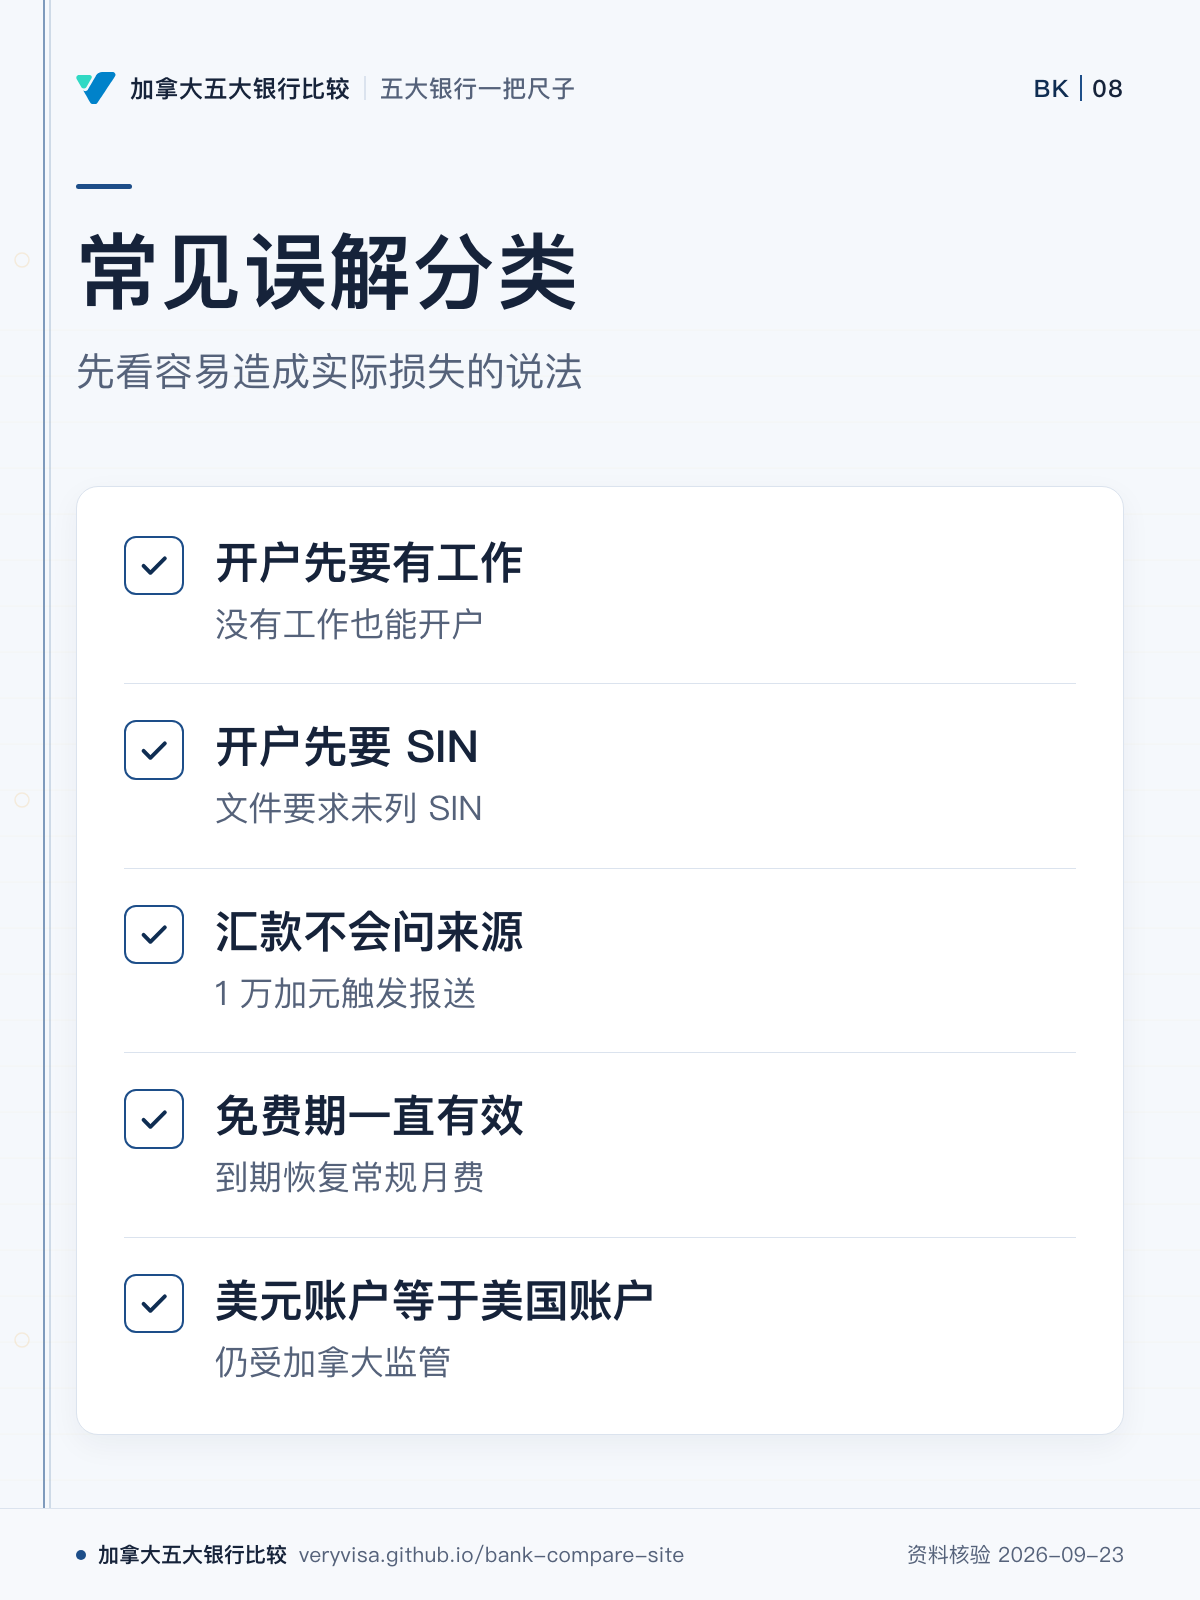 加拿大五大银行比较 | 五大银行一把尺子
BK | 08
常见误解分类
先看容易造成实际损失的说法
开户先要有工作
没有工作也能开户
开户先要 SIN
文件要求未列 SIN
汇款不会问来源
1 万加元触发报送
免费期一直有效
到期恢复常规月费
美元账户等于美国账户
仍受加拿大监管
加拿大五大银行比较 veryvisa.github.io/bank-compare-site
资料核验 2026-09-23